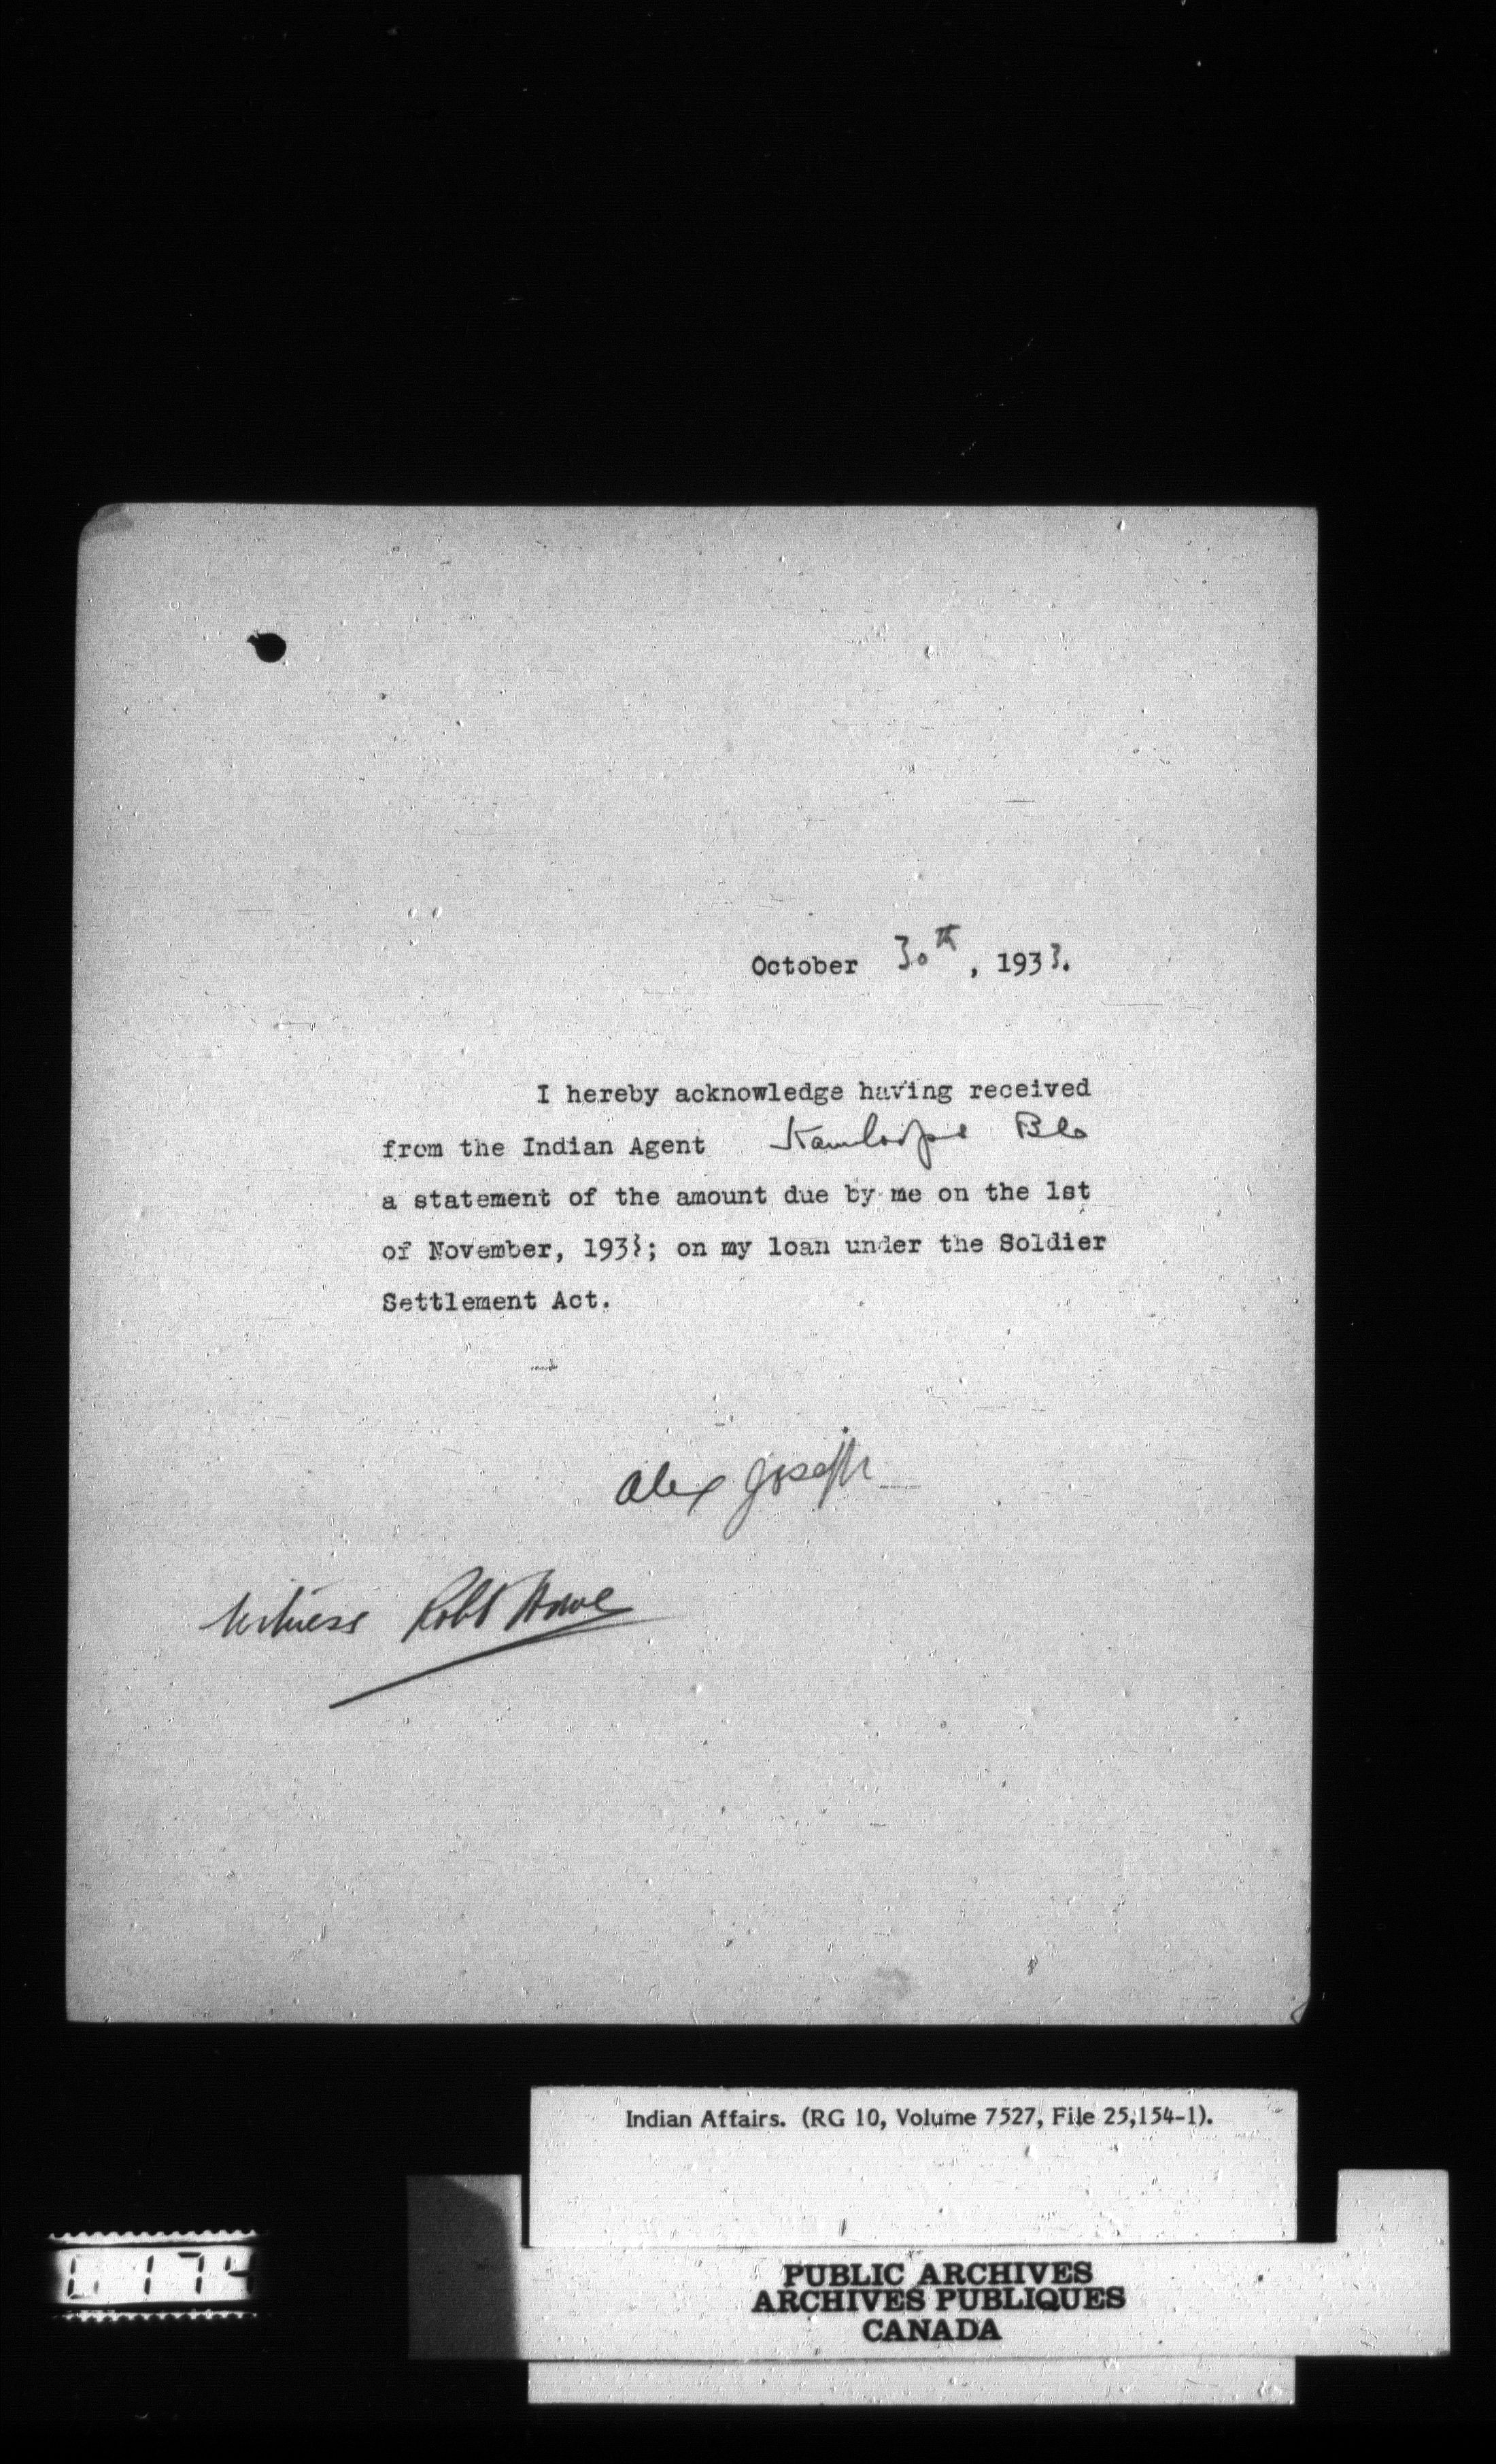 October 30th, 1933.
I hereby acknowledge having received
from the Indian Agent Kamloops BC
a statement of the amount due by me on the 1st
of November, 1933; on my loan under the Soldier
Settlement Act.
Alex Joseph
Witness Robt Howe
Indian Affairs. (RG 10, Volume 7527, File 25,154-1).
PUBLIC ARCHIVES
ARCHIVES PUBLIQUES
CANADA